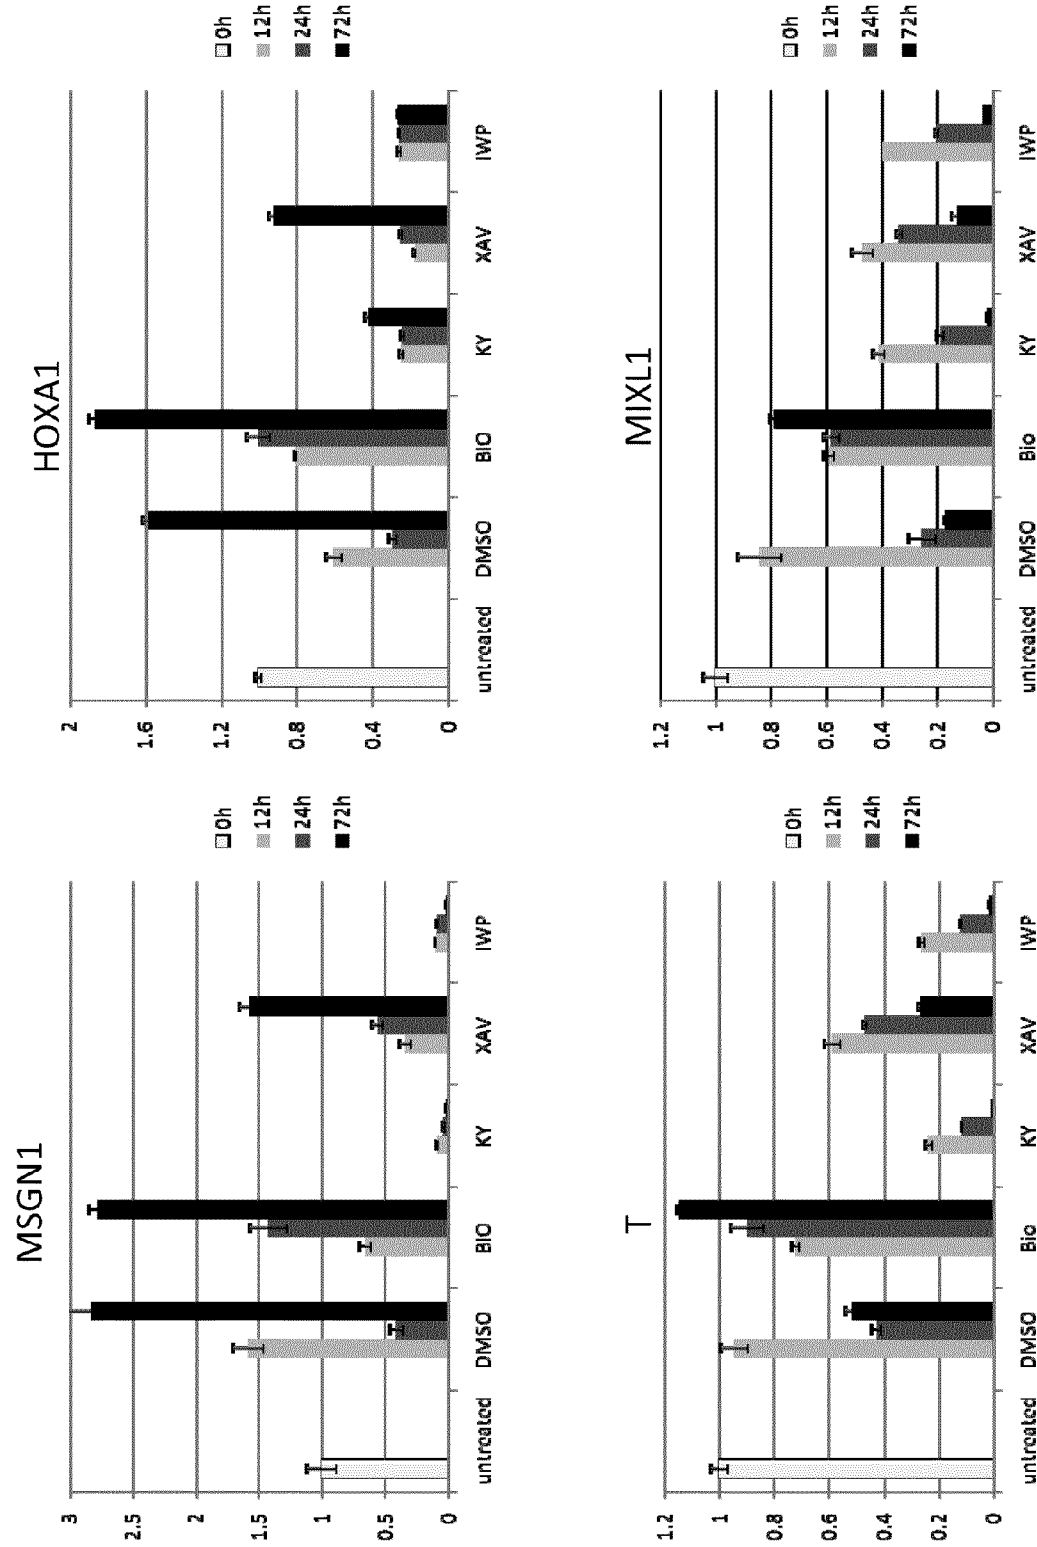 MSGN1
3
2.5
2
1.5
1
0.5
0
untreated DMSO BIO KY XAV IWP
0h
12h
24h
72h
HOXA1
2
1.6
1.2
0.8
0.4
0
untreated DMSO BIO KY XAV IWP
0h
12h
24h
72h
T
1.2
1
0.8
0.6
0.4
0.2
0
untreated DMSO Bio KY XAV IWP
0h
12h
24h
72h
MIXL1
1.2
1
0.8
0.6
0.4
0.2
0
untreated DMSO Bio KY XAV IWP
0h
12h
24h
72h